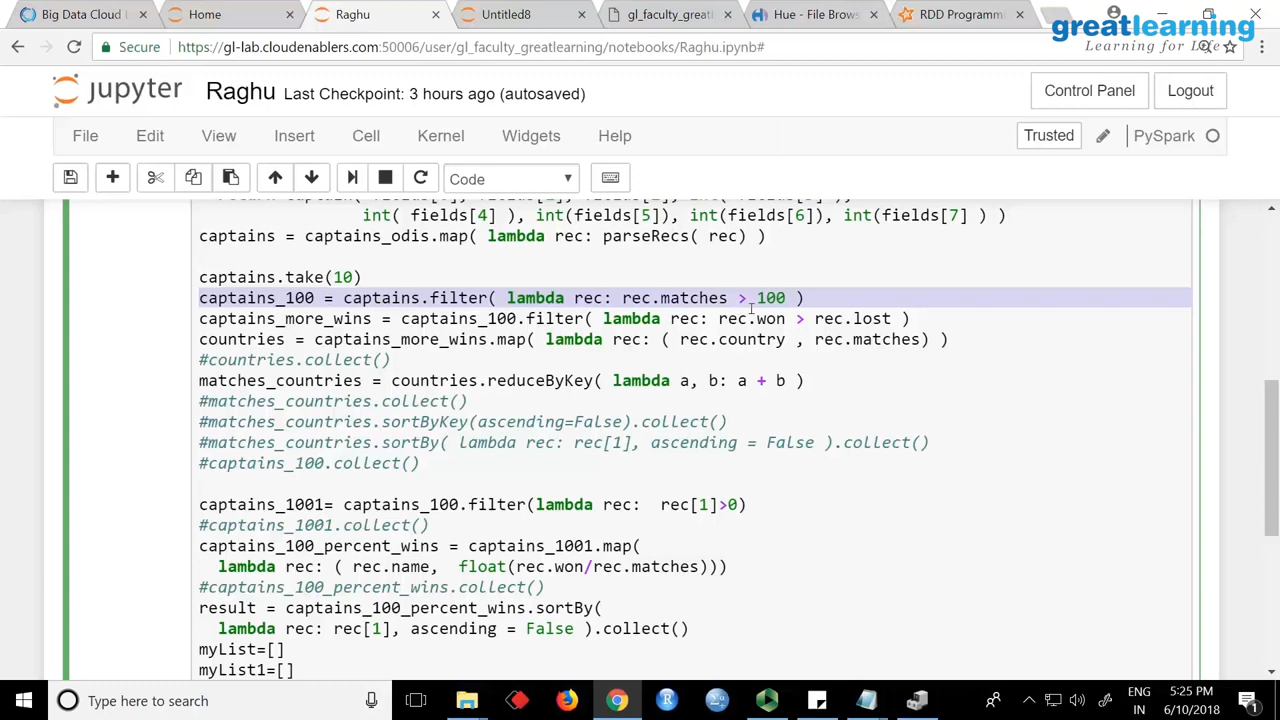 Big Data Cloud
Home
Raghu
Untitled8
gl_faculty_greatl
Hue - File Brows
RDD Programm
greatlearning
Learning for Life
Secure
https://gl-lab.cloudenablers.com:50006/user/gl_faculty_greatlearning/notebooks/Raghu.ipynb#
jupyter
Raghu Last Checkpoint: 3 hours ago (autosaved)
Control Panel
Logout
File Edit View Insert Cell Kernel Widgets Help
Trusted
PySpark
Code
int( fields[4] ), int(fields[5]), int(fields[6]), int(fields[7] ) )
captains = captains_odis.map( lambda rec: parseRecs( rec) )
captains.take(10)
captains_100 = captains.filter( lambda rec: rec.matches > 100 )
captains_more_wins = captains_100.filter( lambda rec: rec.won > rec.lost )
countries = captains_more_wins.map( lambda rec: ( rec.country , rec.matches) )
#countries.collect()
matches_countries = countries.reduceByKey( lambda a, b: a + b )
#matches_countries.collect()
#matches_countries.sortByKey(ascending=False).collect()
#matches_countries.sortBy( lambda rec: rec[1], ascending = False ).collect()
#captains_100.collect()
captains_1001= captains_100.filter(lambda rec:  rec[1]>0)
#captains_1001.collect()
captains_100_percent_wins = captains_1001.map(
lambda rec: ( rec.name,  float(rec.won/rec.matches)))
#captains_100_percent_wins.collect()
result = captains_100_percent_wins.sortBy(
lambda rec: rec[1], ascending = False ).collect()
myList=[]
myList1=[]
Type here to search
ENG
IN
5:25 PM
6/10/2018
1